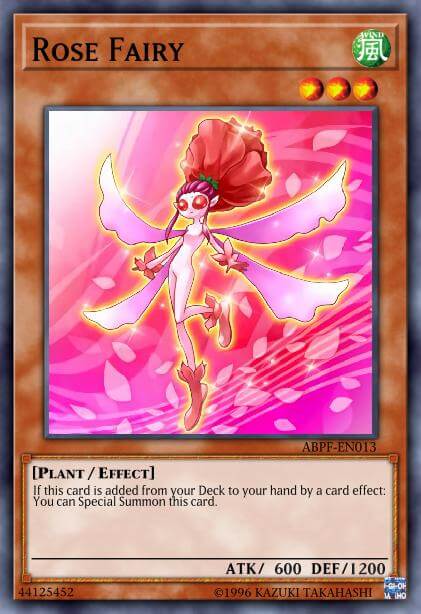 Rose Fairy
WIND
風
ABPF-EN013
[Plant / Effect]
If this card is added from your Deck to your hand by a card effect:
You can Special Summon this card.
ATK/ 600 DEF/1200
44125452
©1996 KAZUKI TAKAHASHI